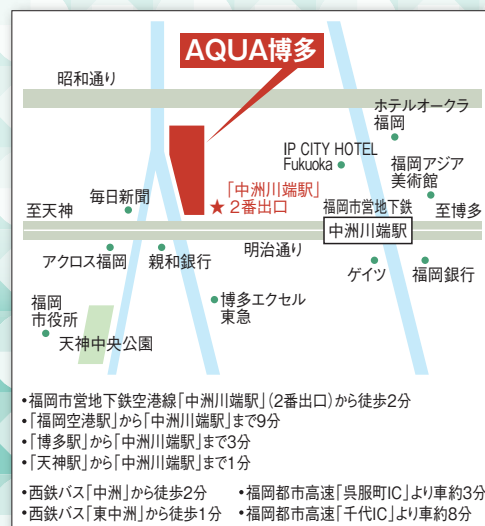 AQUA博多
昭和通り
ホテルオークラ
福岡
IP CITY HOTEL
Fukuoka
福岡アジア
美術館
「中洲川端駅」
★ 2番出口
毎日新聞
至天神
福岡市営地下鉄
至博多
中洲川端駅
明治通り
アクロス福岡
親和銀行
ゲイツ
福岡銀行
福岡
市役所
博多エクセル
東急
天神中央公園
•福岡市営地下鉄空港線「中洲川端駅」(2番出口)から徒歩2分
•「福岡空港駅」から「中洲川端駅」まで9分
•「博多駅」から「中洲川端駅」まで3分
•「天神駅」から「中洲川端駅」まで1分
•西鉄バス「中洲」から徒歩2分 •福岡都市高速「呉服町IC」より車約3分
•西鉄バス「東中洲」から徒歩1分 •福岡都市高速「千代IC」より車約8分